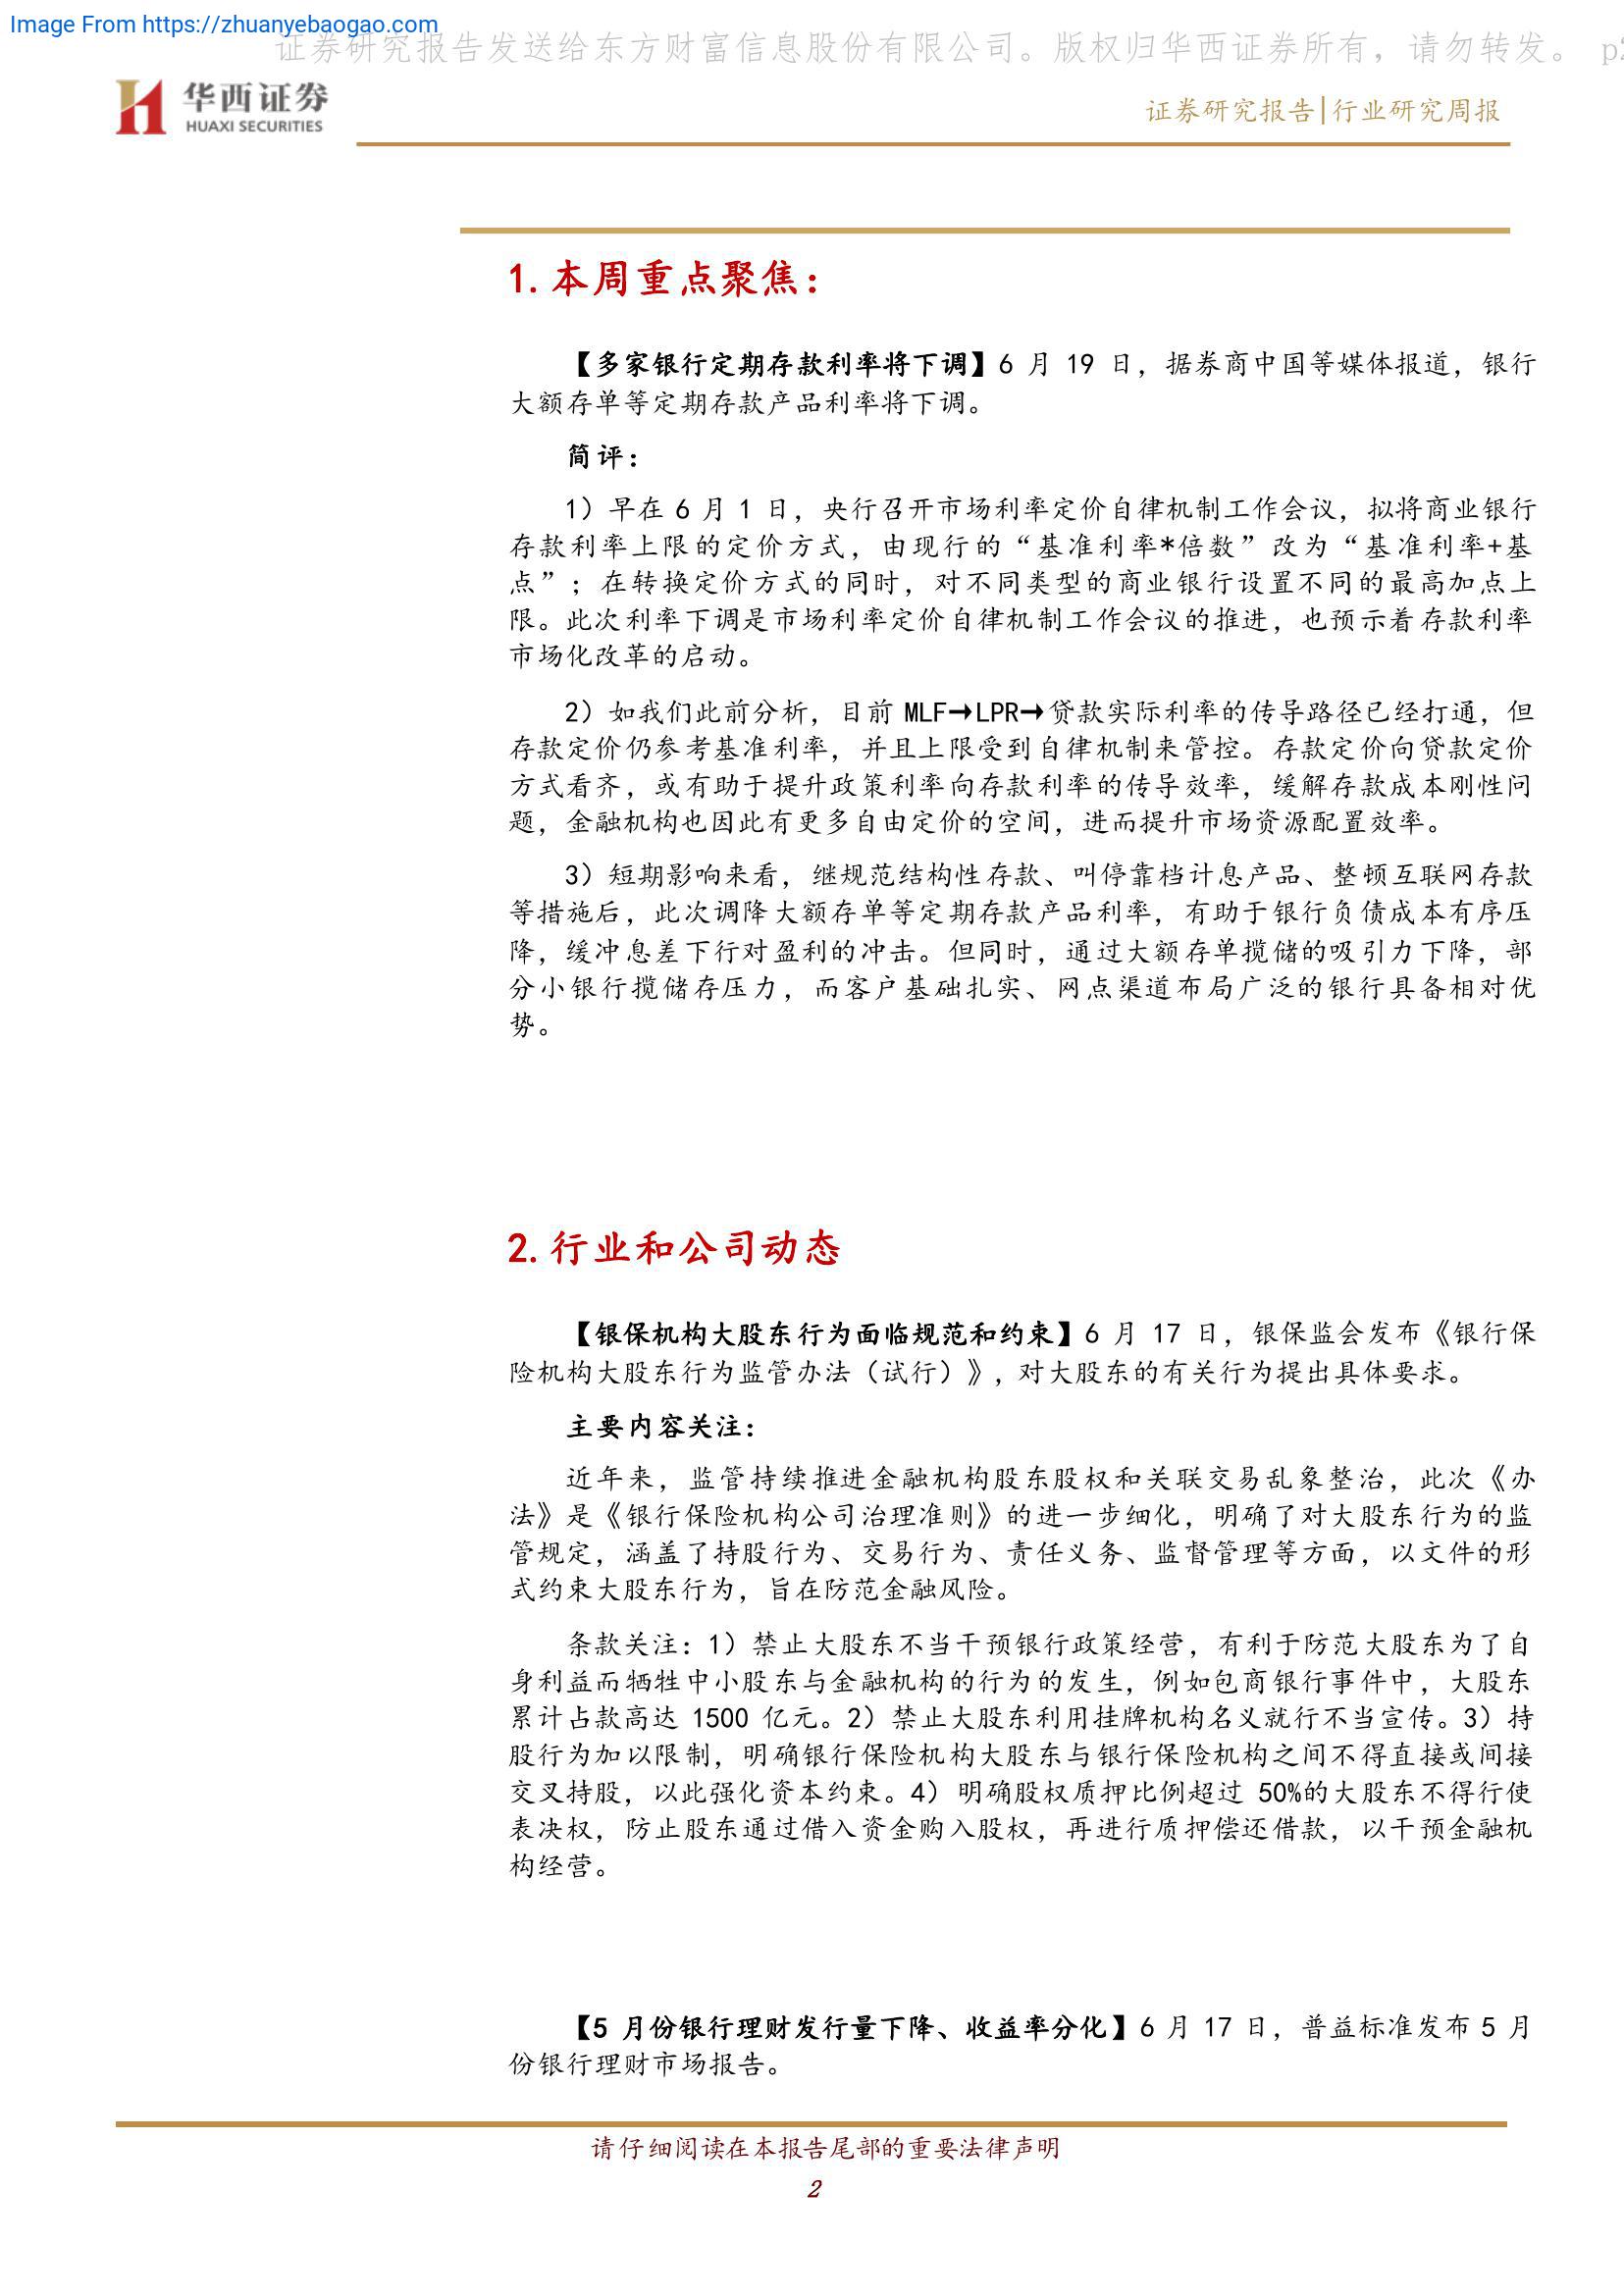 Image From https://zhuanyebaogao.com
证券研究报告发送给东方财富信息股份有限公司。版权归华西证券所有，请勿转发。 p2
华西证券
HUAXI SECURITIES
证券研究报告|行业研究周报
1.本周重点聚焦：
【多家银行定期存款利率将下调】6 月 19 日，据券商中国等媒体报道，银行
大额存单等定期存款产品利率将下调。
简评：
1）早在 6 月 1 日，央行召开市场利率定价自律机制工作会议，拟将商业银行
存款利率上限的定价方式，由现行的“基准利率*倍数”改为“基准利率+基
点”；在转换定价方式的同时，对不同类型的商业银行设置不同的最高加点上
限。此次利率下调是市场利率定价自律机制工作会议的推进，也预示着存款利率
市场化改革的启动。
2）如我们此前分析，目前 MLF→LPR→贷款实际利率的传导路径已经打通，但
存款定价仍参考基准利率，并且上限受到自律机制来管控。存款定价向贷款定价
方式看齐，或有助于提升政策利率向存款利率的传导效率，缓解存款成本刚性问
题，金融机构也因此有更多自由定价的空间，进而提升市场资源配置效率。
3）短期影响来看，继规范结构性存款、叫停靠档计息产品、整顿互联网存款
等措施后，此次调降大额存单等定期存款产品利率，有助于银行负债成本有序压
降，缓冲息差下行对盈利的冲击。但同时，通过大额存单揽储的吸引力下降，部
分小银行揽储存压力，而客户基础扎实、网点渠道布局广泛的银行具备相对优
势。
2.行业和公司动态
【银保机构大股东行为面临规范和约束】6 月 17 日，银保监会发布《银行保
险机构大股东行为监管办法（试行）》，对大股东的有关行为提出具体要求。
主要内容关注：
近年来，监管持续推进金融机构股东股权和关联交易乱象整治，此次《办
法》是《银行保险机构公司治理准则》的进一步细化，明确了对大股东行为的监
管规定，涵盖了持股行为、交易行为、责任义务、监督管理等方面，以文件的形
式约束大股东行为，旨在防范金融风险。
条款关注：1）禁止大股东不当干预银行政策经营，有利于防范大股东为了自
身利益而牺牲中小股东与金融机构的行为的发生，例如包商银行事件中，大股东
累计占款高达 1500 亿元。2）禁止大股东利用挂牌机构名义就行不当宣传。3）持
股行为加以限制，明确银行保险机构大股东与银行保险机构之间不得直接或间接
交叉持股，以此强化资本约束。4）明确股权质押比例超过 50%的大股东不得行使
表决权，防止股东通过借入资金购入股权，再进行质押偿还借款，以干预金融机
构经营。
【5 月份银行理财发行量下降、收益率分化】6 月 17 日，普益标准发布 5 月
份银行理财市场报告。
请仔细阅读在本报告尾部的重要法律声明
2